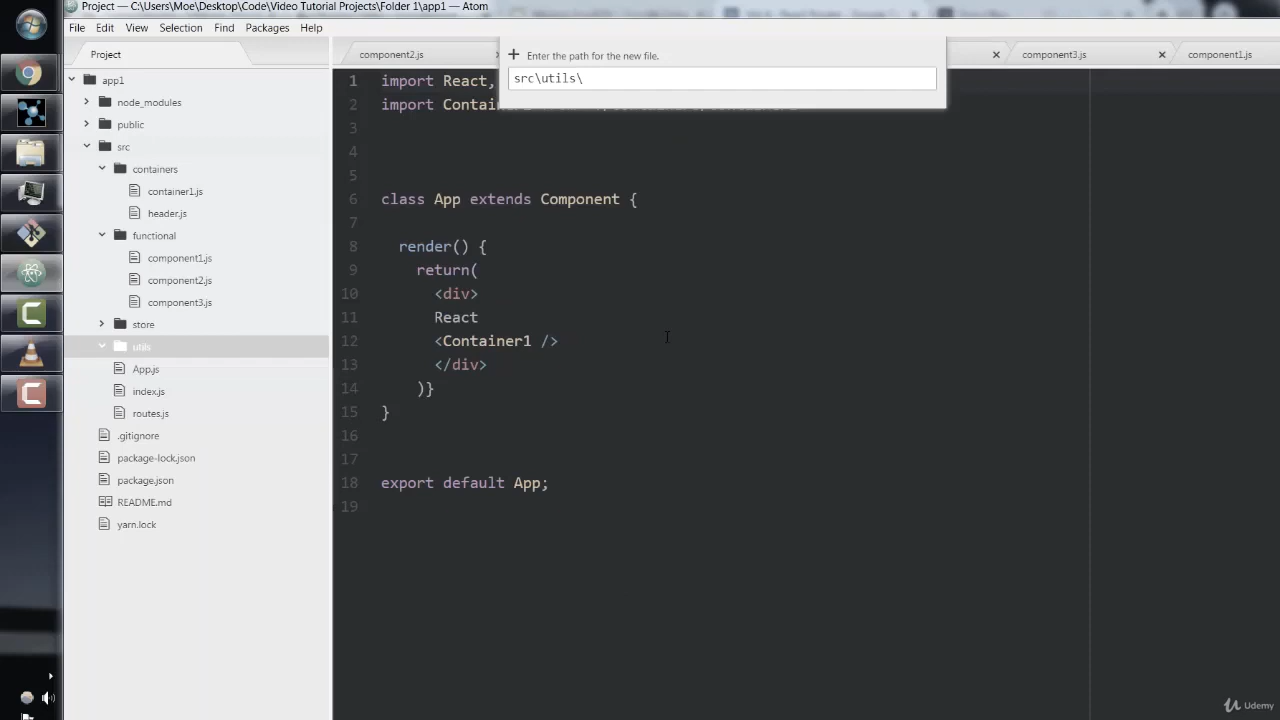 Project — C:\Users\Moe\Desktop\Code\Video Tutorial Projects\Folder 1\app1 — Atom
File Edit View Selection Find Packages Help
Project
app1
node_modules
public
src
containers
container1.js
header.js
functional
component1.js
component2.js
component3.js
store
utils
App.js
index.js
routes.js
.gitignore
package-lock.json
package.json
README.md
yarn.lock
component2.js component3.js component1.js
Enter the path for the new file.
src\utils\
1 import React,
2 import
3
4
5
6 class App extends Component {
7
8 render() {
9 return(
10 <div>
11 React
12 <Container1 />
13 </div>
14 )}
15 }
16
17
18 export default App;
19
Udemy